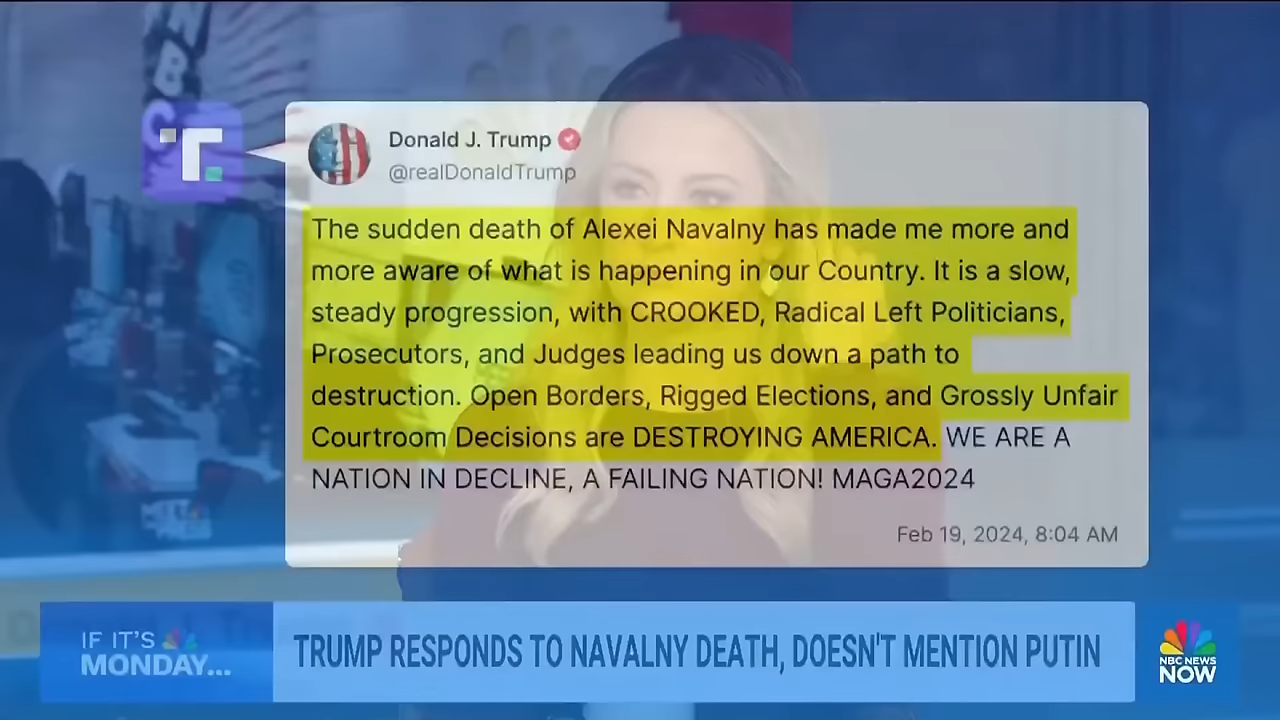 NBC
T.
Donald J. Trump
@realDonaldTrump
The sudden death of Alexei Navalny has made me more and
more aware of what is happening in our Country. It is a slow,
steady progression, with CROOKED, Radical Left Politicians,
Prosecutors, and Judges leading us down a path to
destruction. Open Borders, Rigged Elections, and Grossly Unfair
Courtroom Decisions are DESTROYING AMERICA. WE ARE A
NATION IN DECLINE, A FAILING NATION! MAGA2024
Feb 19, 2024, 8:04 AM
MEET
PRESS
IF IT'S
MONDAY...
TRUMP RESPONDS TO NAVALNY DEATH, DOESN'T MENTION PUTIN
NBC NEWS
NOW